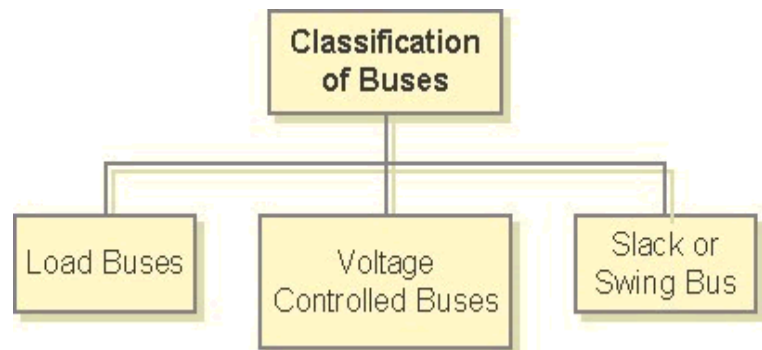 Classification
of Buses
Load Buses
Voltage
Controlled Buses
Slack or
Swing Bus